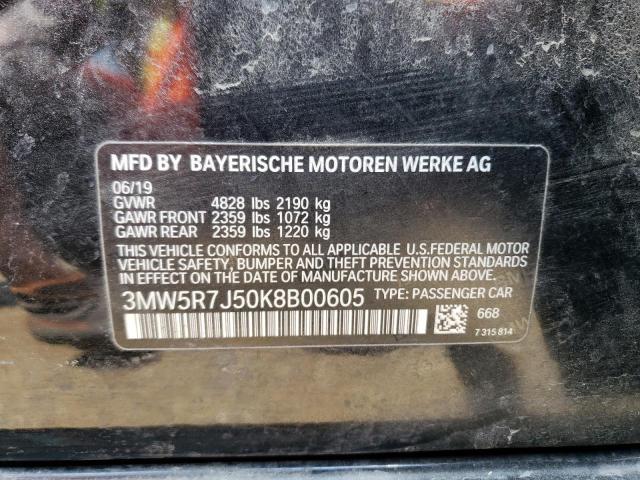 MFD BY BAYERISCHE MOTOREN WERKE AG
06/19
GVWR 4828 lbs 2190 kg
GAWR FRONT 2359 lbs 1072 kg
GAWR REAR 2359 lbs 1220 kg
THIS VEHICLE CONFORMS TO ALL APPLICABLE U.S.FEDERAL MOTOR
VEHICLE SAFETY, BUMPER AND THEFT PREVENTION
STANDARDS IN EFFECT ON THE DATE OF
MANUFACTURE SHOWN ABOVE.
3MW5R7J50K8B00605 TYPE: PASSENGER CAR
668
7 315 814